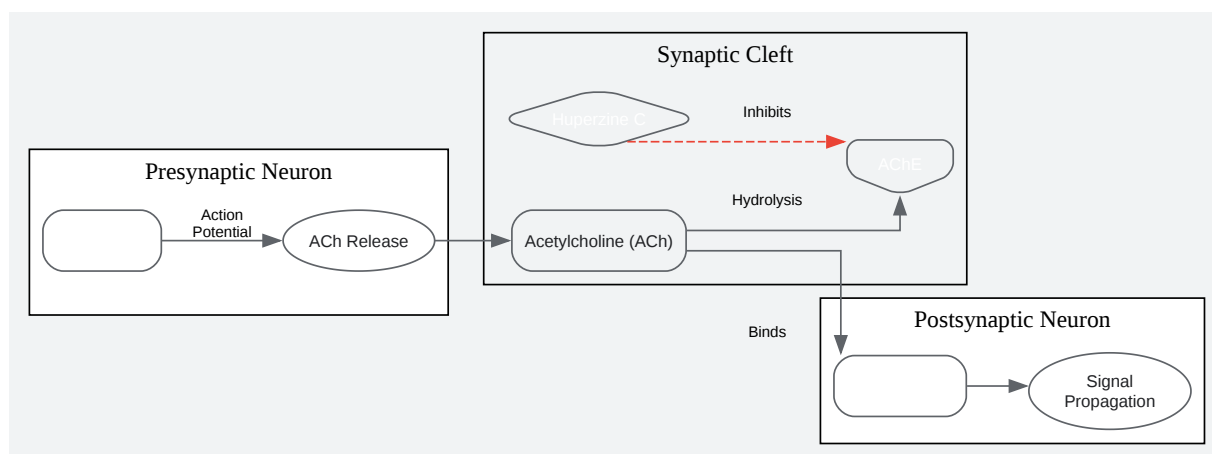 Synaptic Cleft
Huperzine C
Inhibits
AChE
Presynaptic Neuron
Action
Potential
ACh Release
Hydrolysis
Acetylcholine (ACh)
Binds
Postsynaptic Neuron
Signal
Propagation